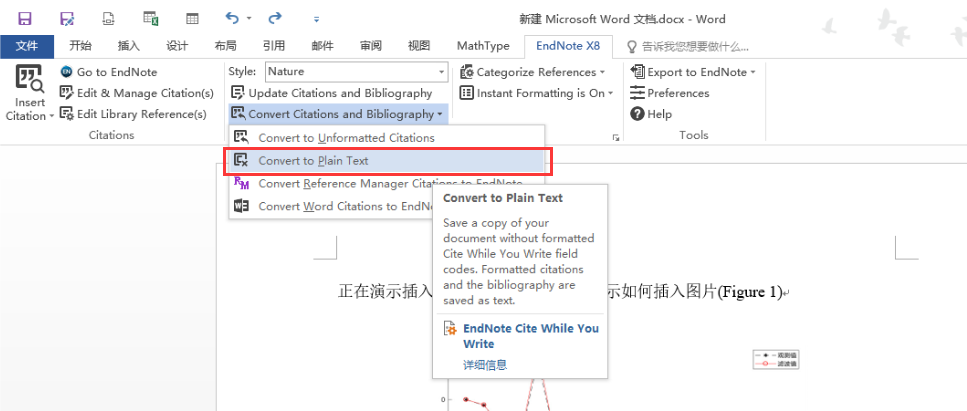 新建 Microsoft Word 文档.docx - Word
文件 开始 插入 设计 布局 引用 邮件 审阅 视图 MathType EndNote X8 告诉我您想要做什么...
Insert Citation
Go to EndNote
Edit & Manage Citation(s)
Edit Library Reference(s)
Citations
Style: Nature
Update Citations and Bibliography
Convert Citations and Bibliography
Convert to Unformatted Citations
Convert to Plain Text
Convert Reference Manager Citations to EndNote
Convert Word Citations to EndNo
Categorize References
Instant Formatting is On
Export to EndNote
Preferences
Help
Tools
Convert to Plain Text
Save a copy of your
document without formatted
Cite While You Write field
codes. Formatted citations
and the bibliography are
saved as text.
EndNote Cite While You
Write
详细信息
正在演示插入 示如何插入图片(Figure 1)
观测值
滤波值
0